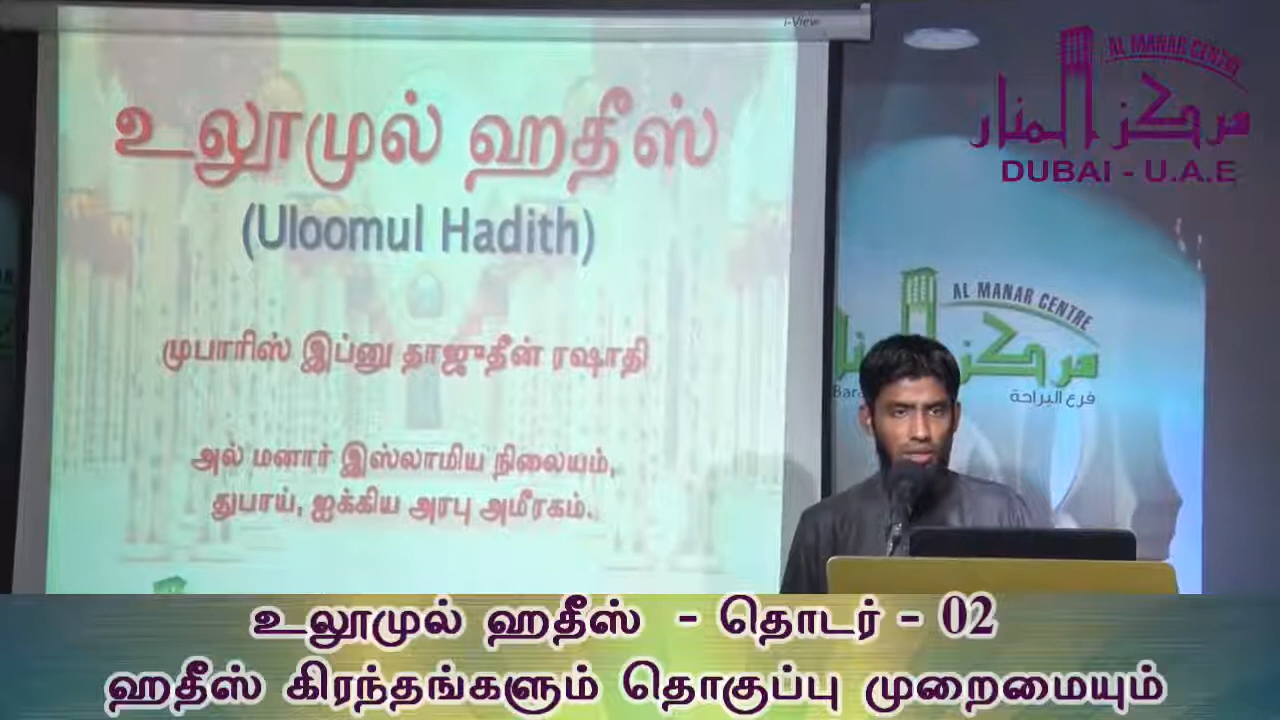 i-View
உலூமுல் ஹதீஸ்
(Uloomul Hadith)
முபாரிஸ் இப்னு தாஜுதீன் ரஷாதி
அல் மனார் இஸ்லாமிய நிலையம்,
துபாய், ஐக்கிய அரபு அமீரகம்.
AL MANAR CENTRE
مركز المنار
DUBAI - U.A.E
AL MANAR CENTRE
مركز المنار
فرع البراحة
உலூமுல் ஹதீஸ் - தொடர் - 02
ஹதீஸ் கிரந்தங்களும் தொகுப்பு முறைமையும்